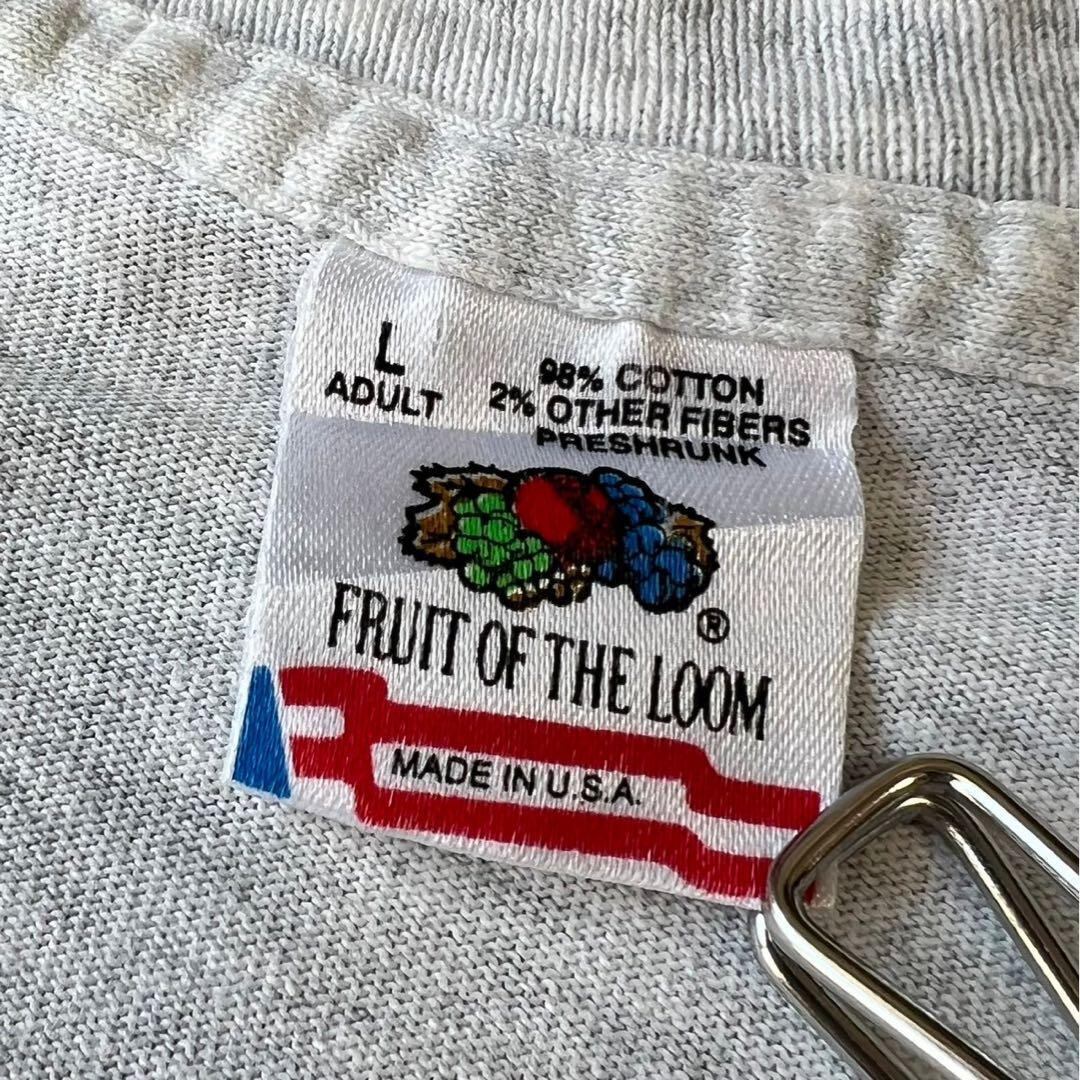 L
ADULT
98% COTTON
2% OTHER FIBERS
PRESHRUNK
®
FRUIT OF THE LOOM
MADE IN U.S.A.